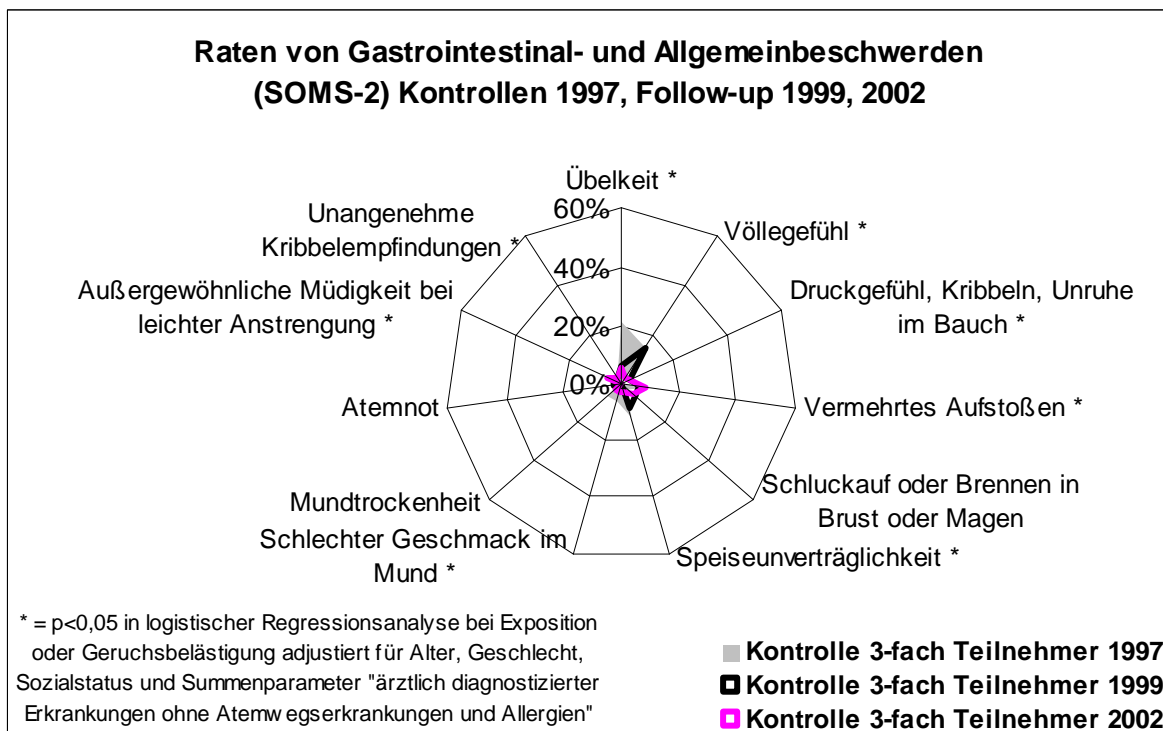 Raten von Gastrointestinal- und Allgemeinbeschwerden
(SOMS-2) Kontrollen 1997, Follow-up 1999, 2002
Übelkeit *
Völlegefühl *
Druckgefühl, Kribbeln, Unruhe
im Bauch *
Vermehrtes Aufstoßen *
Schluckauf oder Brennen in
Brust oder Magen
Speiseunverträglichkeit *
Schlechter Geschmack im
Mund *
Mundtrockenheit
Atemnot
Außergewöhnliche Müdigkeit bei
leichter Anstrengung *
Unangenehme
Kribbelempfindungen *
60%
40%
20%
0%
* = p<0,05 in logistischer Regressionsanalyse bei Exposition
oder Geruchsbelästigung adjustiert für Alter, Geschlecht,
Sozialstatus und Summenparameter "ärztlich diagnostizierter
Erkrankungen ohne Atemwegserkrankungen und Allergien"
Kontrolle 3-fach Teilnehmer 1997
Kontrolle 3-fach Teilnehmer 1999
Kontrolle 3-fach Teilnehmer 2002